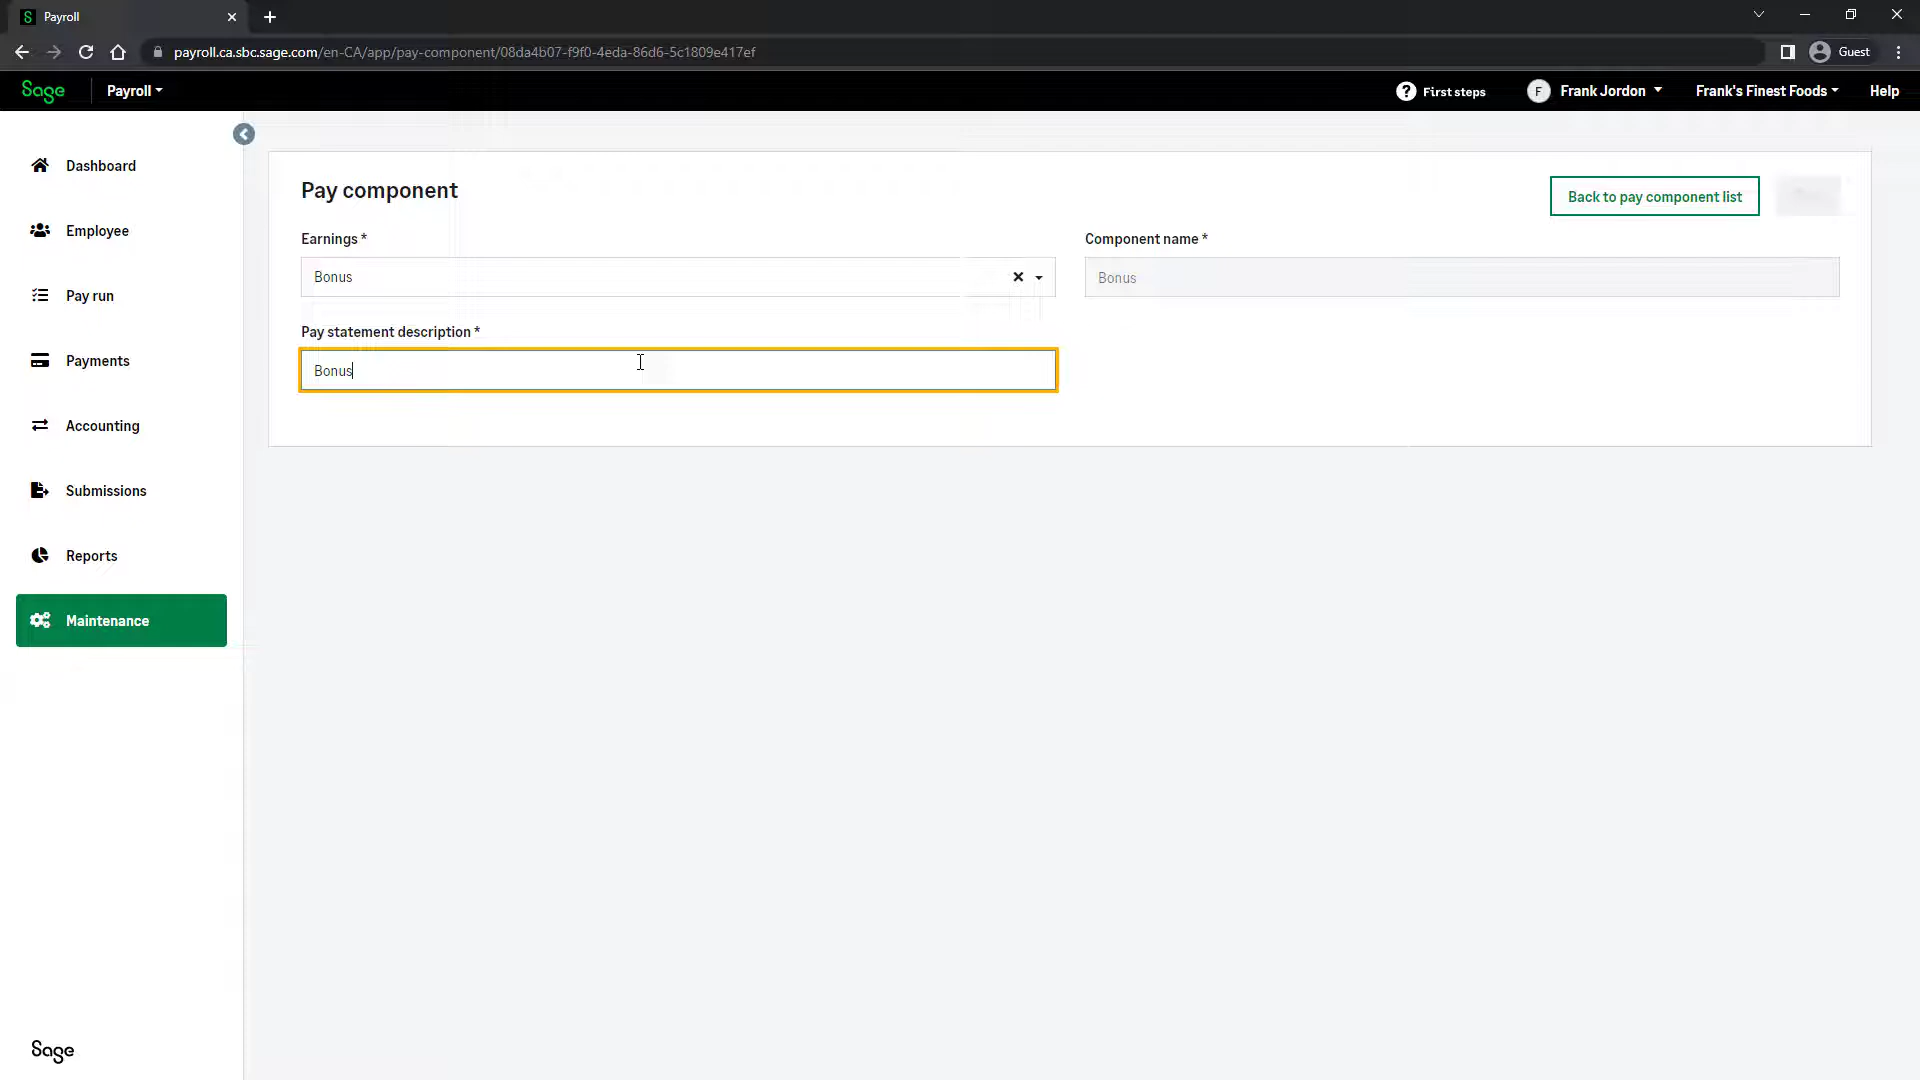 Payroll
payroll.ca.sbc.sage.com/en-CA/app/pay-component/08da4b07-f9f0-4eda-86d6-5c1809e417ef
Guest
Sage
Payroll
First steps
F
Frank Jordon
Frank's Finest Foods
Help
Dashboard
Employee
Pay run
Payments
Accounting
Submissions
Reports
Maintenance
Sage
Pay component
Back to pay component list
Earnings *
Component name *
Bonus
Bonus
Pay statement description *
Bonus